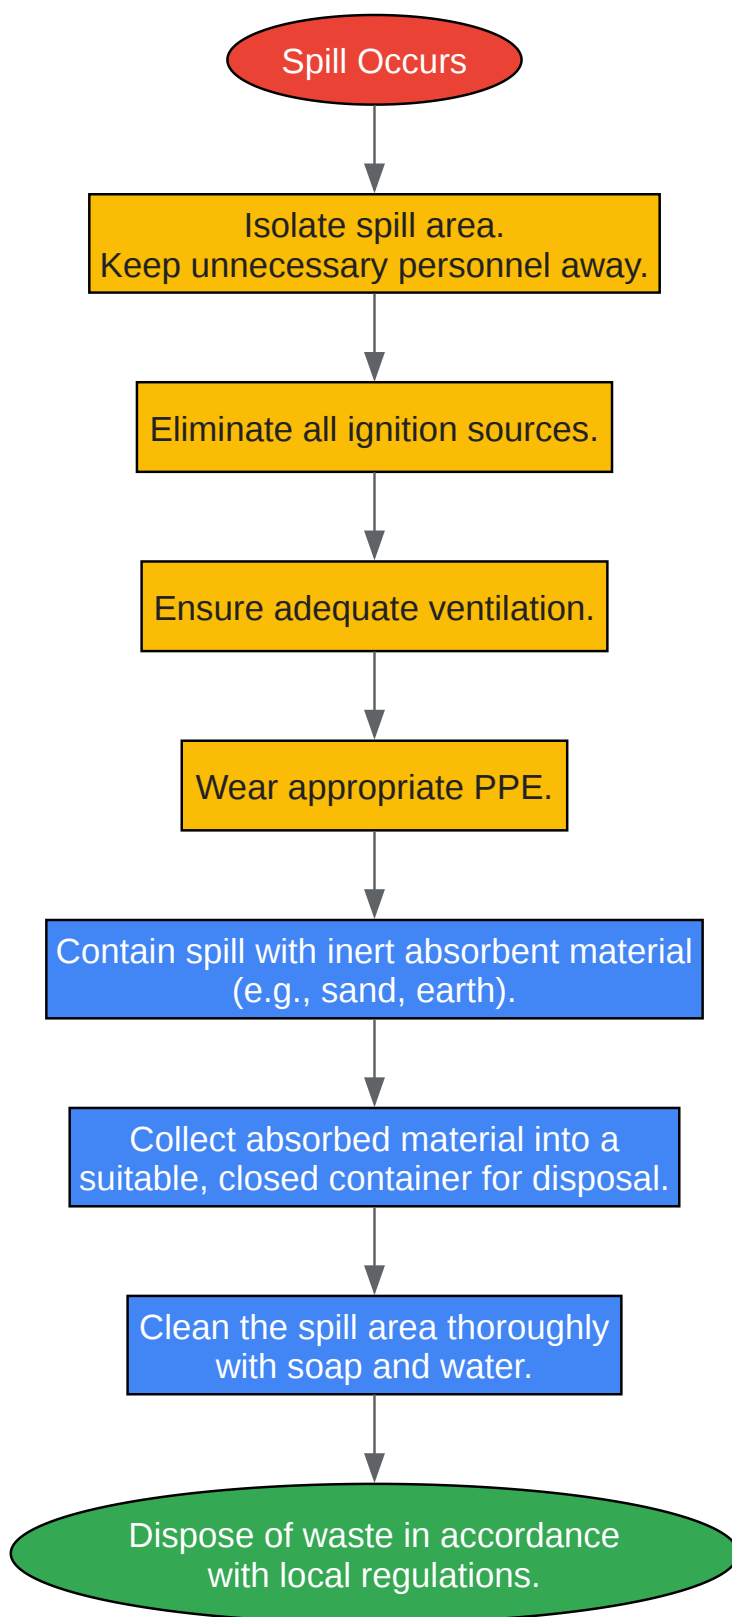 Spill Occurs
Isolate spill area.
Keep unnecessary personnel away.
Eliminate all ignition sources.
Ensure adequate ventilation.
Wear appropriate PPE.
Contain spill with inert absorbent material
(e.g., sand, earth).
Collect absorbed material into a
suitable, closed container for disposal.
Clean the spill area thoroughly
with soap and water.
Dispose of waste in accordance
with local regulations.